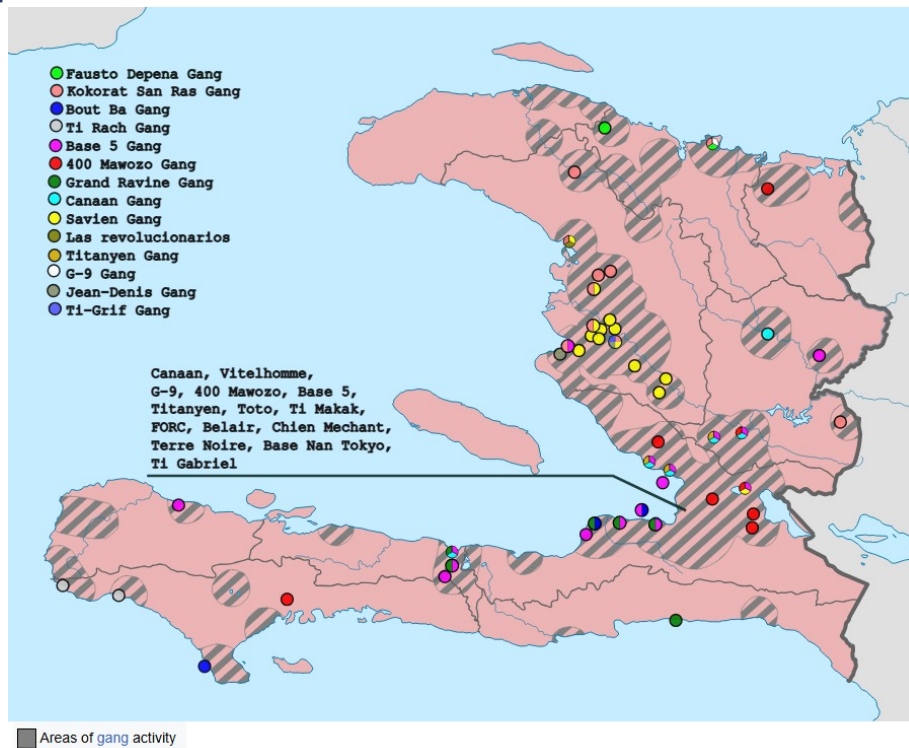 Fausto Depena Gang
Kokorat San Ras Gang
Bout Ba Gang
Ti Rach Gang
Base 5 Gang
400 Mawozo Gang
Grand Ravine Gang
Canaan Gang
Savien Gang
Las revolucionarios
Titanyen Gang
G-9 Gang
Jean-Denis Gang
Ti-Grif Gang
Canaan, Vitelhomme,
G-9, 400 Mawozo, Base 5,
Titanyen, Toto, Ti Makak,
FORC, Belair, Chien Mechant,
Terre Noire, Base Nan Tokyo,
Ti Gabriel
Areas of gang activity